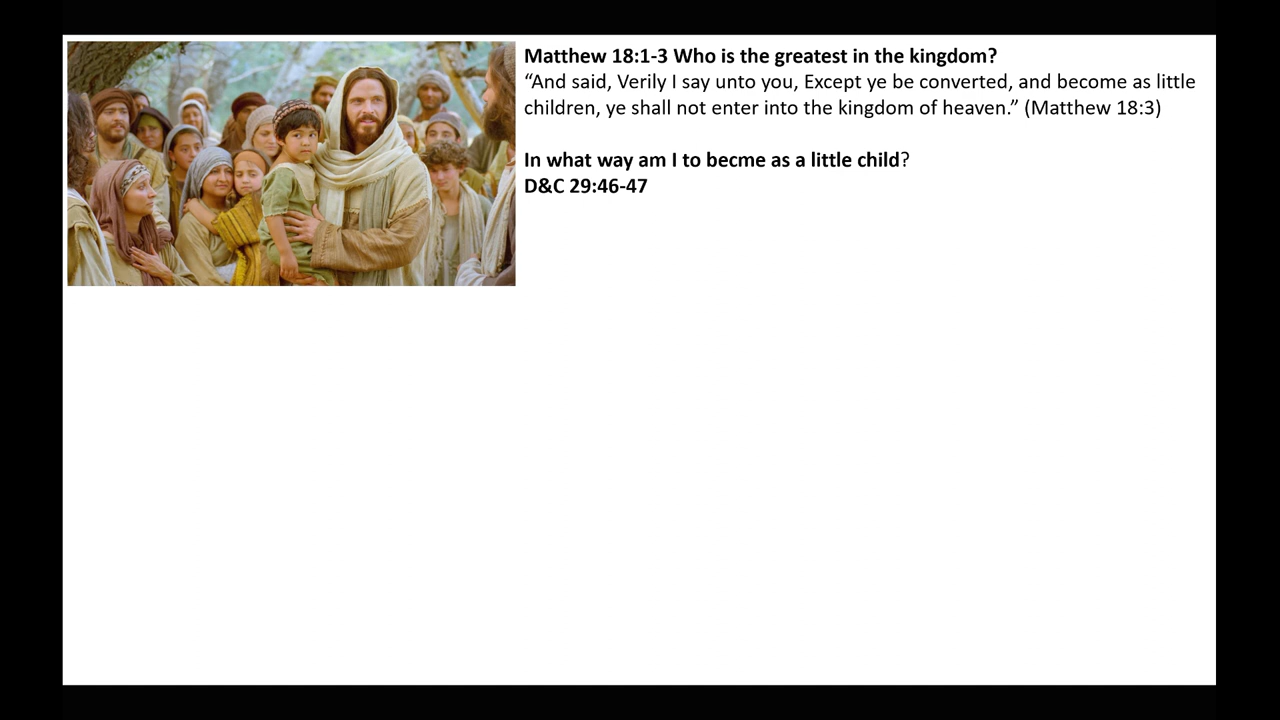 Matthew 18:1-3 Who is the greatest in the kingdom?
“And said, Verily I say unto you, Except ye be converted, and become as little
children, ye shall not enter into the kingdom of heaven.” (Matthew 18:3)
In what way am I to becme as a little child?
D&C 29:46-47